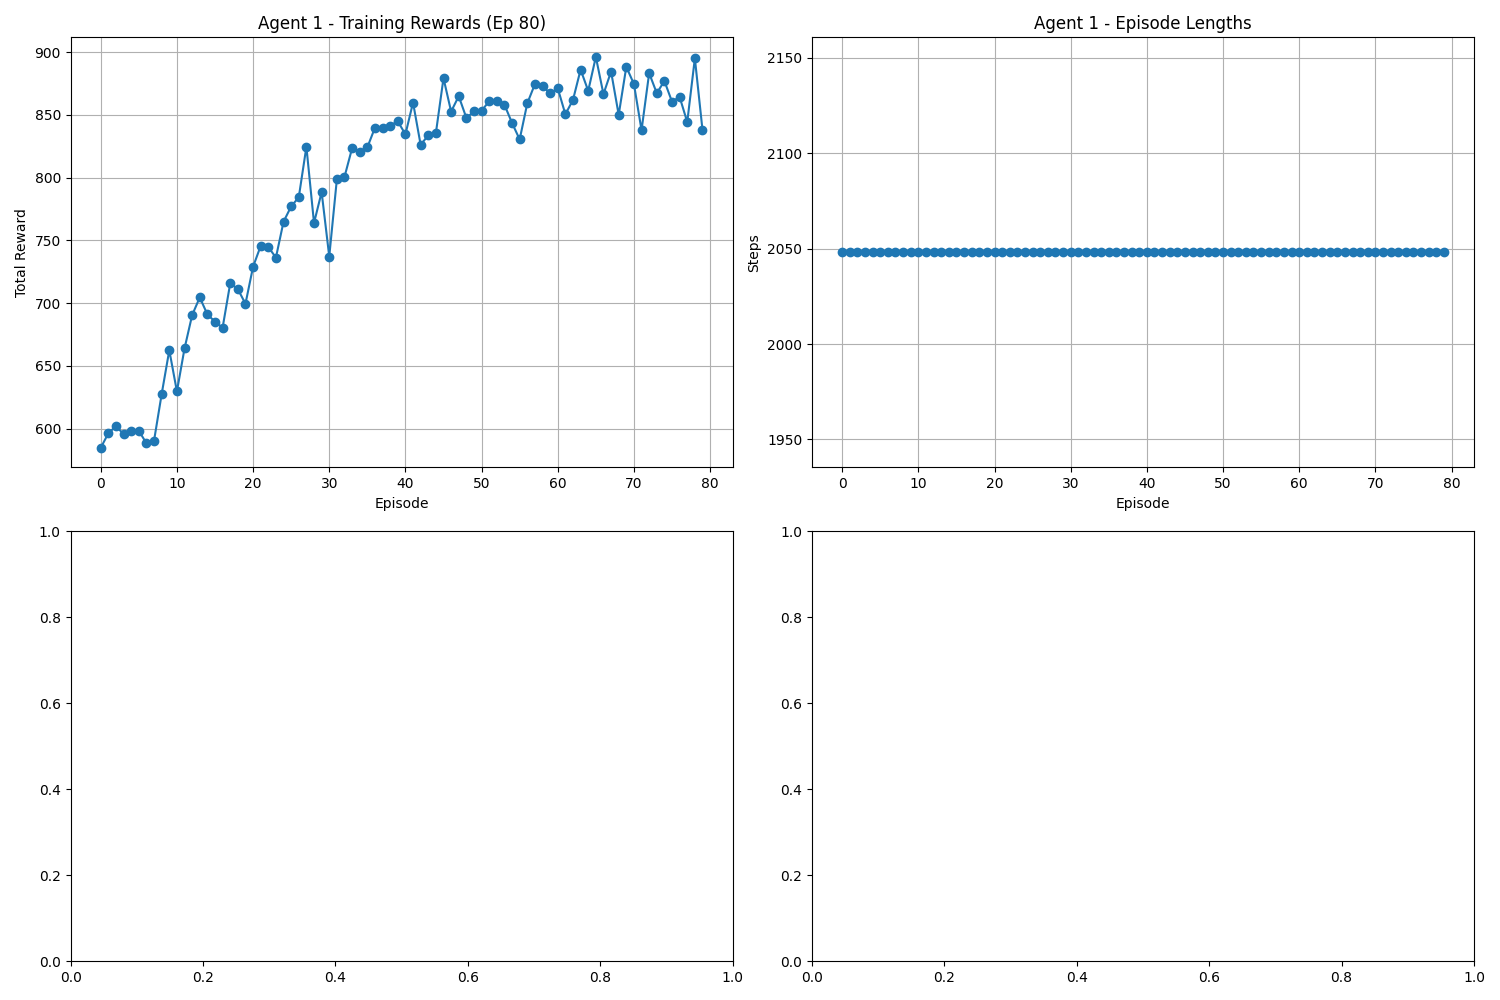 Agent 1 - Training Rewards (Ep 80)
900
850
800
750
700
650
600
Total Reward
0 10 20 30 40 50 60 70 80
Episode
Agent 1 - Episode Lengths
2150
2100
2050
2000
1950
Steps
0 10 20 30 40 50 60 70 80
Episode
1.0
0.8
0.6
0.4
0.2
0.0
0.0 0.2 0.4 0.6 0.8 1.0
1.0
0.8
0.6
0.4
0.2
0.0
0.0 0.2 0.4 0.6 0.8 1.0